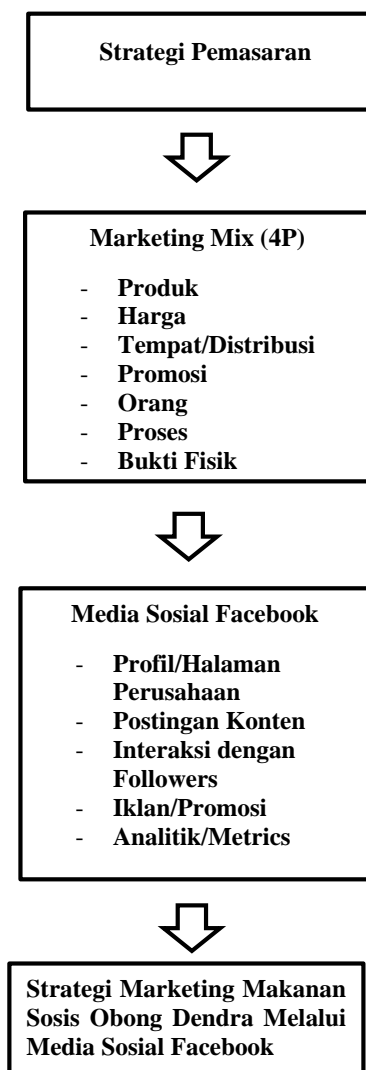 Strategi Pemasaran
Marketing Mix (4P)
- Produk
- Harga
- Tempat/Distribusi
- Promosi
- Orang
- Proses
- Bukti Fisik
Media Sosial Facebook
- Profil/Halaman
Perusahaan
- Postingan Konten
- Interaksi dengan
Followers
- Iklan/Promosi
- Analitik/Metrics
Strategi Marketing Makanan
Sosis Obong Dendra Melalui
Media Sosial Facebook